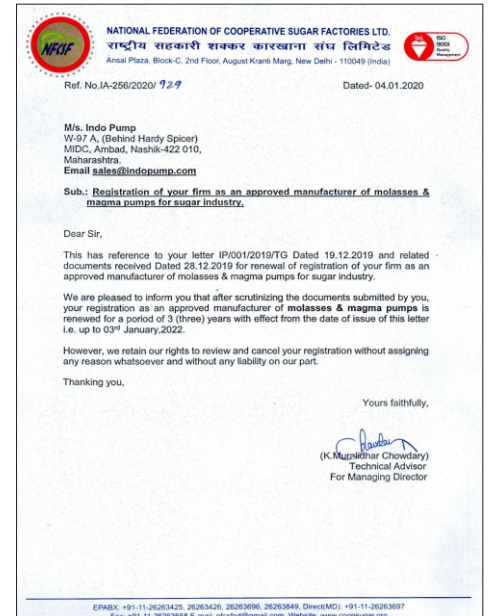 NATIONAL FEDERATION OF COOPERATIVE SUGAR FACTORIES LTD.
राष्ट्रीय सहकारी शक्कर कारखाना संघ लिमिटेड
Ansal Plaza, Block-C, 2nd Floor, August Kranti Marg, New Delhi - 110049 (India)
NFCSF
ISO
9001
Quality
Management
Ref. No.IA-256/2020/ 929
Dated- 04.01.2020
M/s. Indo Pump
W-97 A, (Behind Hardy Spicer)
MIDC, Ambad, Nashik-422 010,
Maharashtra.
Email sales@indopump.com
Sub.: Registration of your firm as an approved manufacturer of molasses &
magma pumps for sugar industry.
Dear Sir,
This has reference to your letter IP/001/2019/TG Dated 19.12.2019 and related
documents received Dated 28.12.2019 for renewal of registration of your firm as an
approved manufacturer of molasses & magma pumps for sugar industry.
We are pleased to inform you that after scrutinizing the documents submitted by you,
your registration as an approved manufacturer of molasses & magma pumps is
renewed for a period of 3 (three) years with effect from the date of issue of this letter
i.e. up to 03rd January,2022.
However, we retain our rights to review and cancel your registration without assigning
any reason whatsoever and without any liability on our part.
Thanking you,
Yours faithfully,
(K.Muralidhar Chowdary)
Technical Advisor
For Managing Director
EPABX: +91-11-26263425, 26263426, 26263696, 26263849, Direct(MD): +91-11-26263697